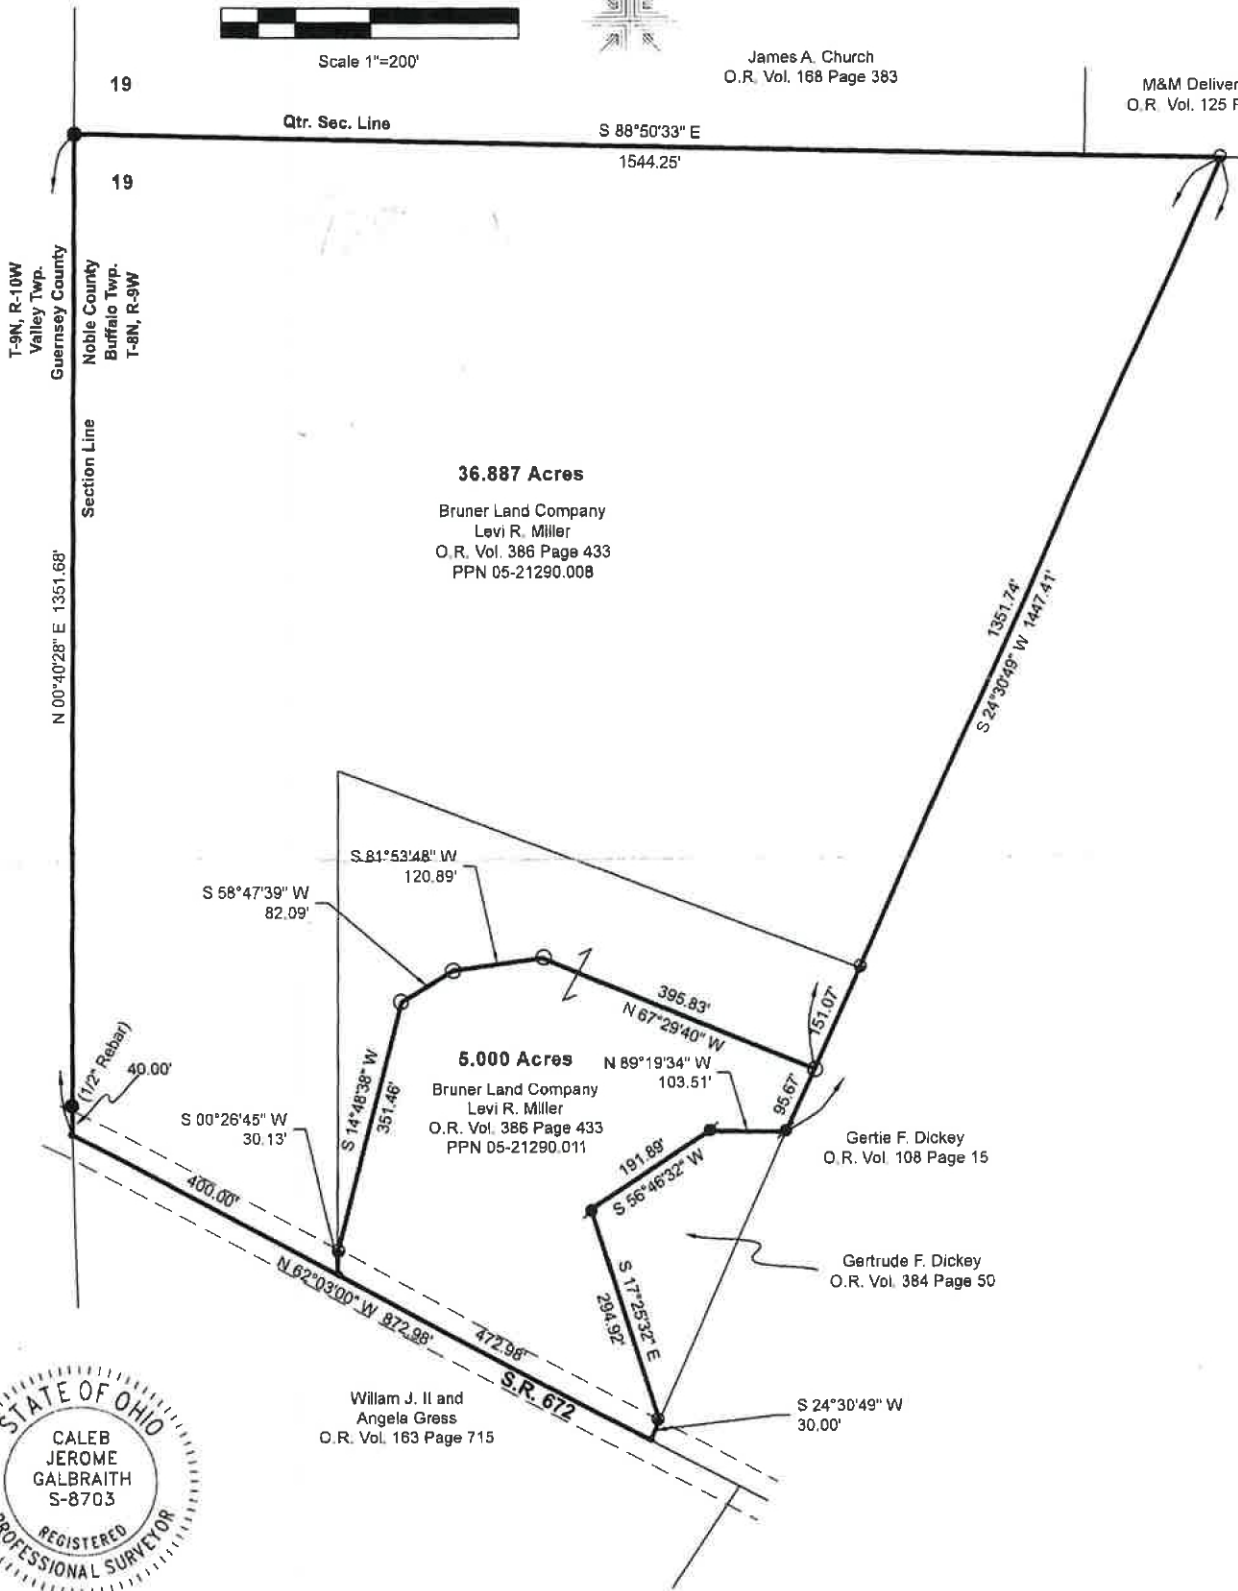 Scale 1"=200'
James A. Church
O.R. Vol. 168 Page 383
M&M Deliver
O.R. Vol. 125 P
19
Qtr. Sec. Line
S 88°50'33" E
1544.25'
19
T-9N, R-10W
Valley Twp.
Guernsey County
Noble County
Buffalo Twp.
T-8N, R-9W
Section Line
N 00°40'28" E 1351.68'
36.887 Acres
Bruner Land Company
Levi R. Miller
O.R. Vol. 386 Page 433
PPN 05-21290.008
1351.74'
S 24°30'49" W 1447.41'
S 81°53'48" W
120.89'
S 58°47'39" W
82.09'
395.83'
N 67°29'40" W
151.07'
(1/2" Rebar)
40.00'
S 00°26'45" W
30.13'
S 14°48'38" W
351.46'
5.000 Acres
Bruner Land Company
Levi R. Miller
O.R. Vol. 386 Page 433
PPN 05-21290.011
N 89°19'34" W
103.51'
95.67'
191.89'
S 56°46'32" W
Gertie F. Dickey
O.R. Vol. 108 Page 15
400.00'
N 62°03'00" W 872.98'
472.98'
S.R. 672
S 17°25'32" E
294.92'
Gertrude F. Dickey
O.R. Vol. 384 Page 50
Willam J. II and
Angela Gress
O.R. Vol. 163 Page 715
S 24°30'49" W
30.00'
STATE OF OHIO
CALEB
JEROME
GALBRAITH
S-8703
REGISTERED
PROFESSIONAL SURVEYOR